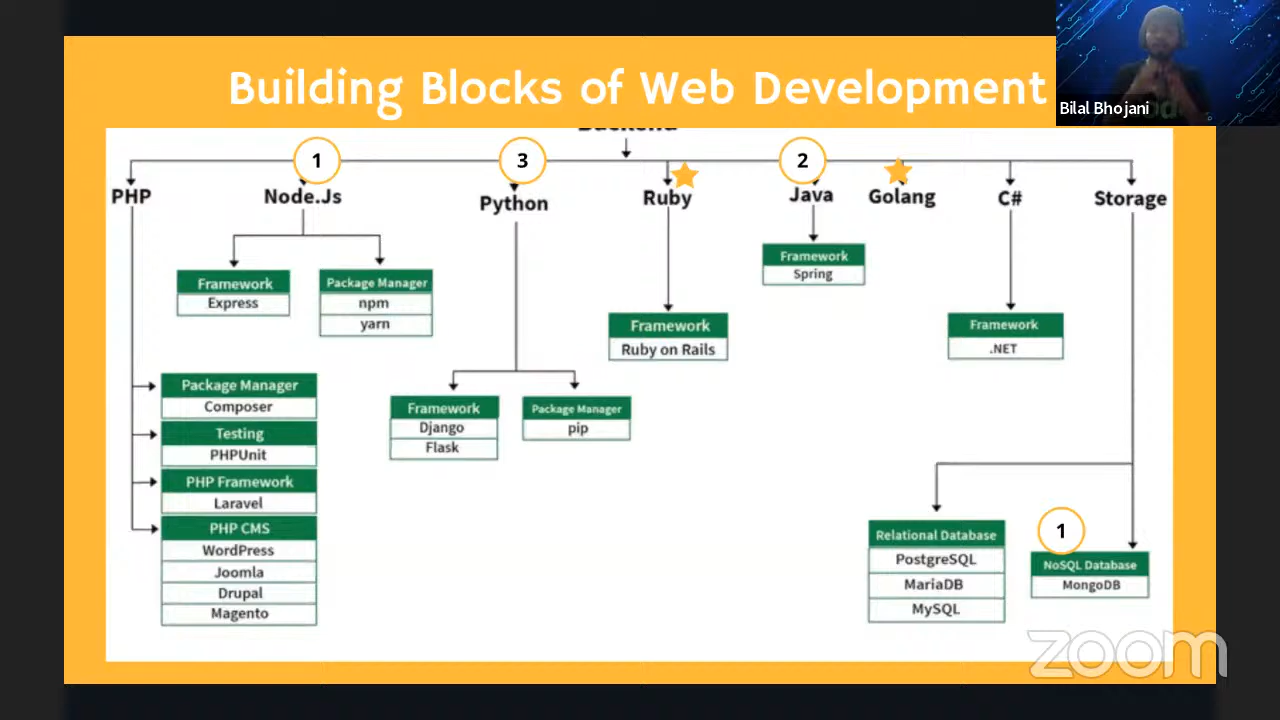 Building Blocks of Web Development
Bilal Bhojani
Backend
1
3
2
PHP
Node.Js
Python
Ruby
Java
Golang
C#
Storage
Framework
Express
Package Manager
npm
yarn
Framework
Spring
Framework
Ruby on Rails
Framework
.NET
Package Manager
Composer
Testing
PHPUnit
PHP Framework
Laravel
PHP CMS
WordPress
Joomla
Drupal
Magento
Framework
Django
Flask
Package Manager
pip
Relational Database
PostgreSQL
MariaDB
MySQL
1
NoSQL Database
MongoDB
zoom